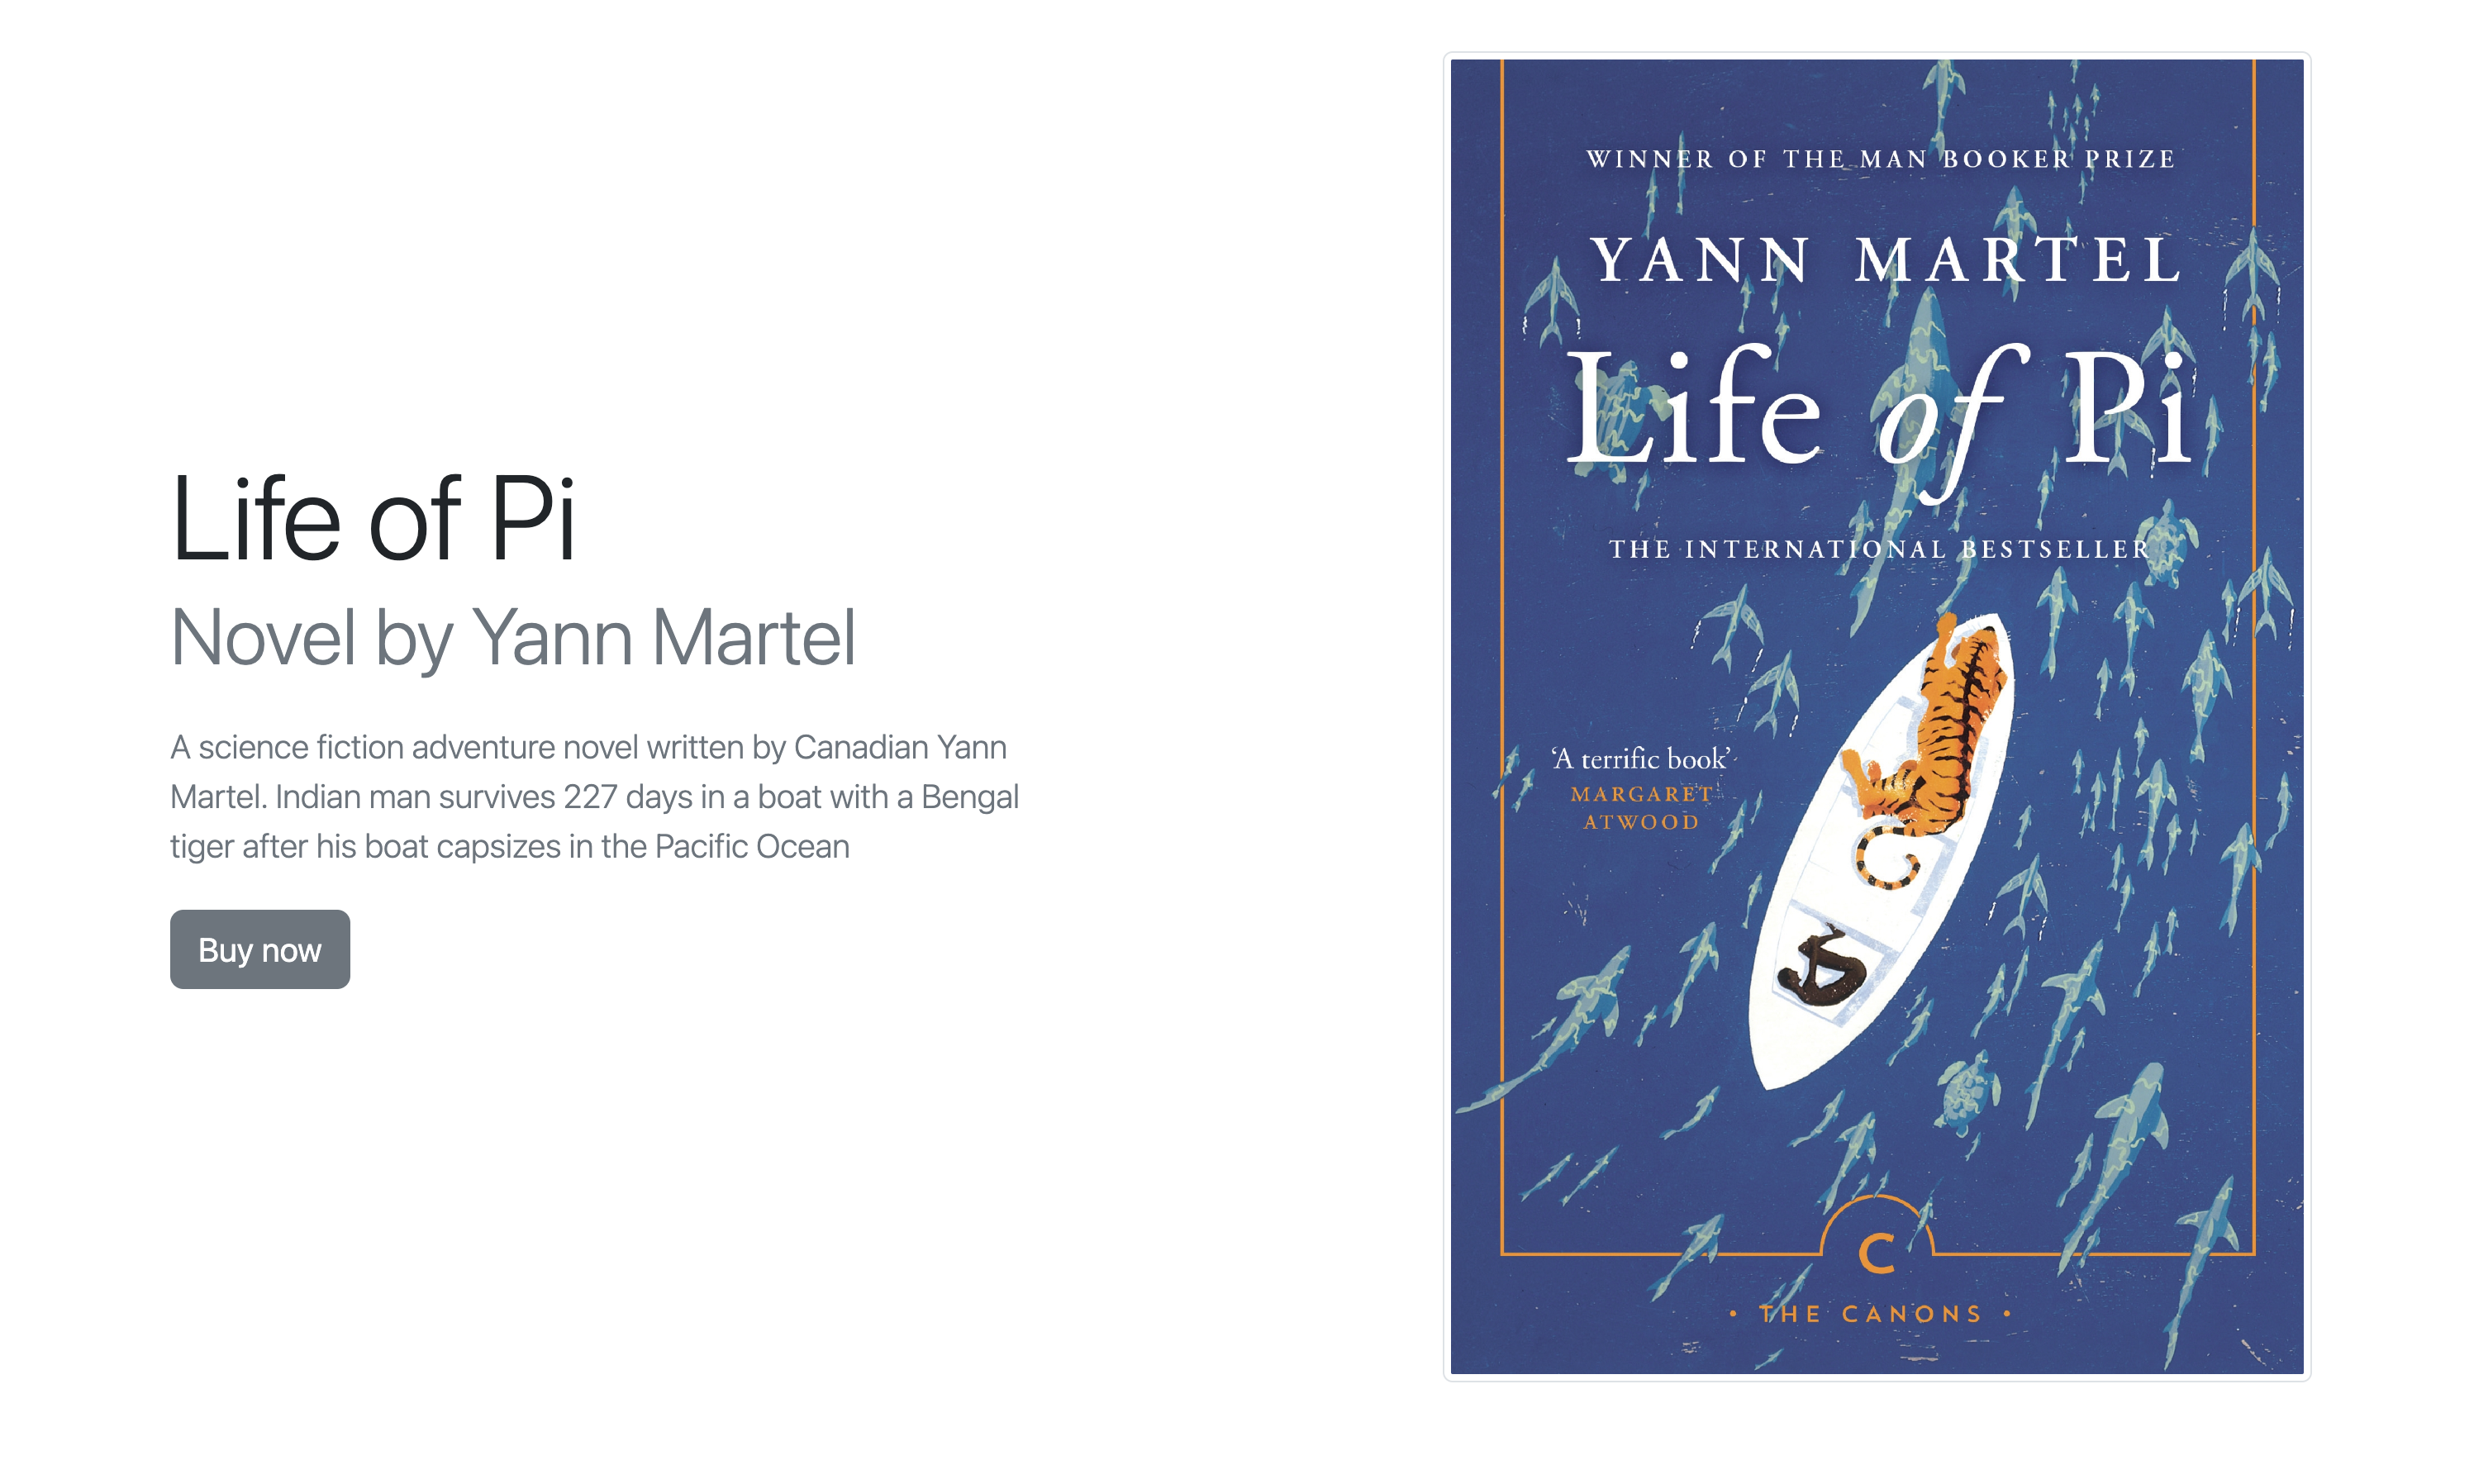 Life of Pi
Novel by Yann Martel
A science fiction adventure novel written by Canadian Yann
Martel. Indian man survives 227 days in a boat with a Bengal
tiger after his boat capsizes in the Pacific Ocean
Buy now
WINNER OF THE MAN BOOKER PRIZE
YANN MARTEL
Life of Pi
THE INTERNATIONAL BESTSELLER
‘A terrific book’
MARGARET
ATWOOD
C
• THE CANONS •